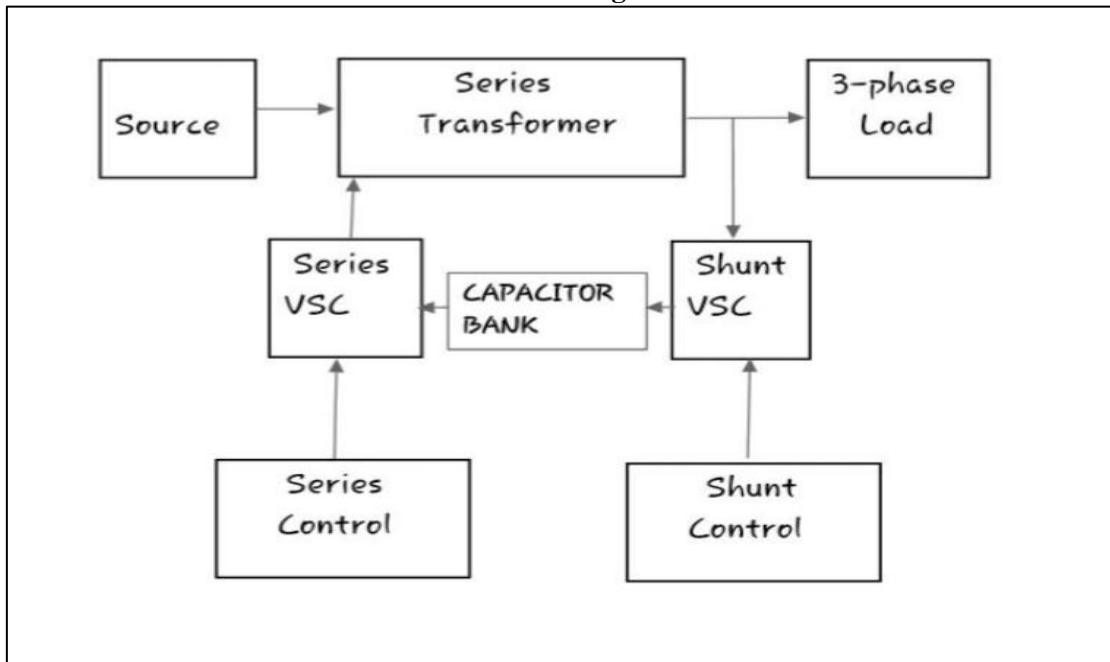 Source
Series
Transformer
3-phase
Load
Series
VSC
CAPACITOR
BANK
Shunt
VSC
Series
Control
Shunt
Control